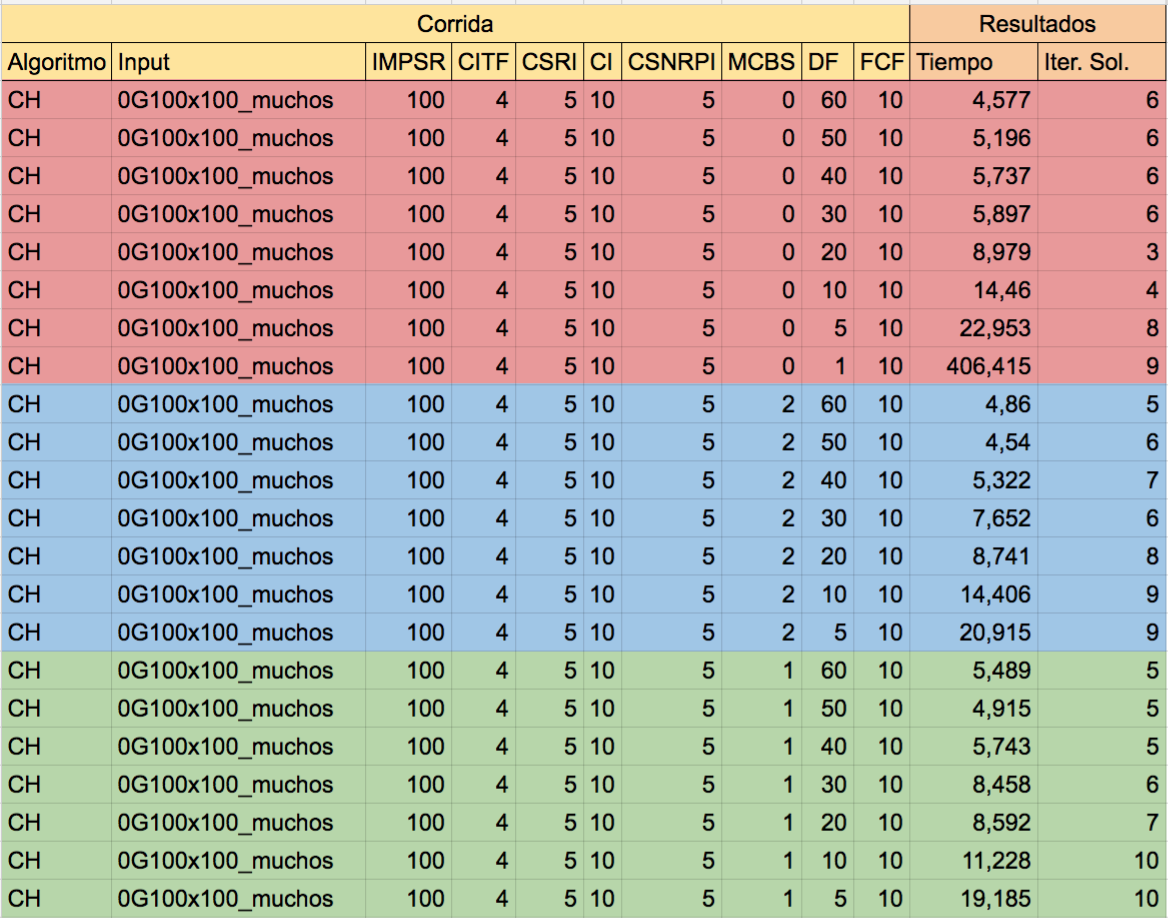 Corrida Resultados
Algoritmo Input IMPSR CITF CSRI CI CSNRPI MCBS DF FCF Tiempo Iter. Sol.
CH 0G100x100_muchos 100 4 5 10 5 0 60 10 4,577 6
CH 0G100x100_muchos 100 4 5 10 5 0 50 10 5,196 6
CH 0G100x100_muchos 100 4 5 10 5 0 40 10 5,737 6
CH 0G100x100_muchos 100 4 5 10 5 0 30 10 5,897 6
CH 0G100x100_muchos 100 4 5 10 5 0 20 10 8,979 3
CH 0G100x100_muchos 100 4 5 10 5 0 10 10 14,46 4
CH 0G100x100_muchos 100 4 5 10 5 0 5 10 22,953 8
CH 0G100x100_muchos 100 4 5 10 5 0 1 10 406,415 9
CH 0G100x100_muchos 100 4 5 10 5 2 60 10 4,86 5
CH 0G100x100_muchos 100 4 5 10 5 2 50 10 4,54 6
CH 0G100x100_muchos 100 4 5 10 5 2 40 10 5,322 7
CH 0G100x100_muchos 100 4 5 10 5 2 30 10 7,652 6
CH 0G100x100_muchos 100 4 5 10 5 2 20 10 8,741 8
CH 0G100x100_muchos 100 4 5 10 5 2 10 10 14,406 9
CH 0G100x100_muchos 100 4 5 10 5 2 5 10 20,915 9
CH 0G100x100_muchos 100 4 5 10 5 1 60 10 5,489 5
CH 0G100x100_muchos 100 4 5 10 5 1 50 10 4,915 5
CH 0G100x100_muchos 100 4 5 10 5 1 40 10 5,743 5
CH 0G100x100_muchos 100 4 5 10 5 1 30 10 8,458 6
CH 0G100x100_muchos 100 4 5 10 5 1 20 10 8,592 7
CH 0G100x100_muchos 100 4 5 10 5 1 10 10 11,228 10
CH 0G100x100_muchos 100 4 5 10 5 1 5 10 19,185 10